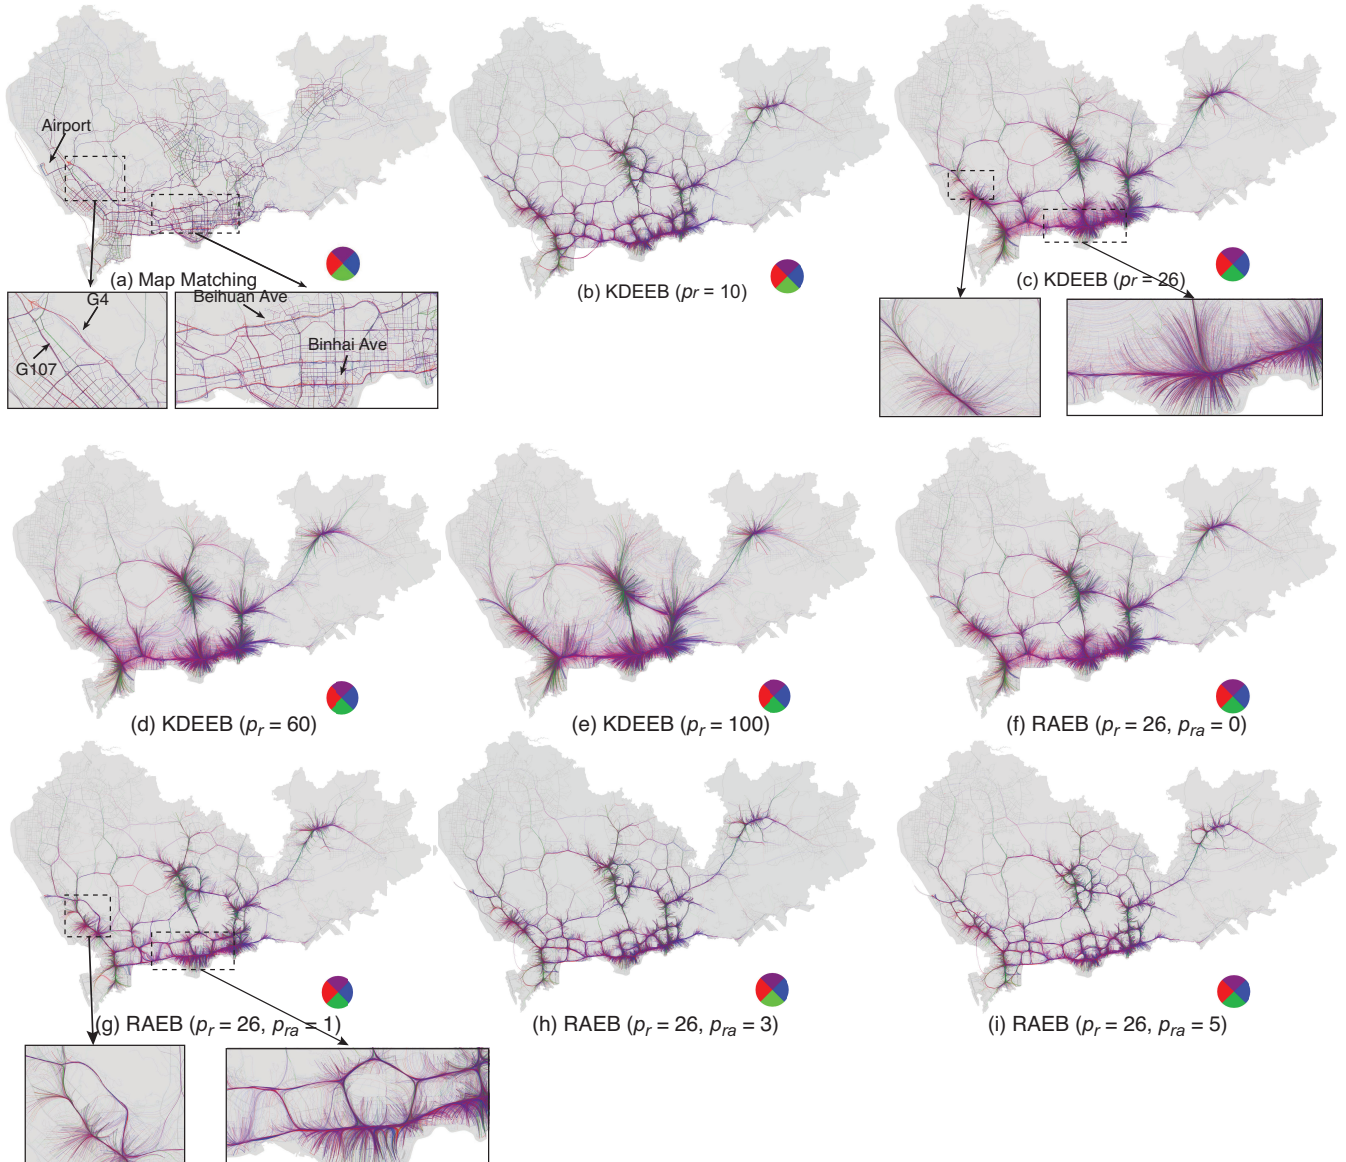 Airport
(a) Map Matching
G4
G107
Beihuan Ave
Binhai Ave
(b) KDEEB (pr = 10)
(c) KDEEB (pr = 26)
(d) KDEEB (pr = 60)
(e) KDEEB (pr = 100)
(f) RAEB (pr = 26, pra = 0)
(g) RAEB (pr = 26, pra = 1)
(h) RAEB (pr = 26, pra = 3)
(i) RAEB (pr = 26, pra = 5)